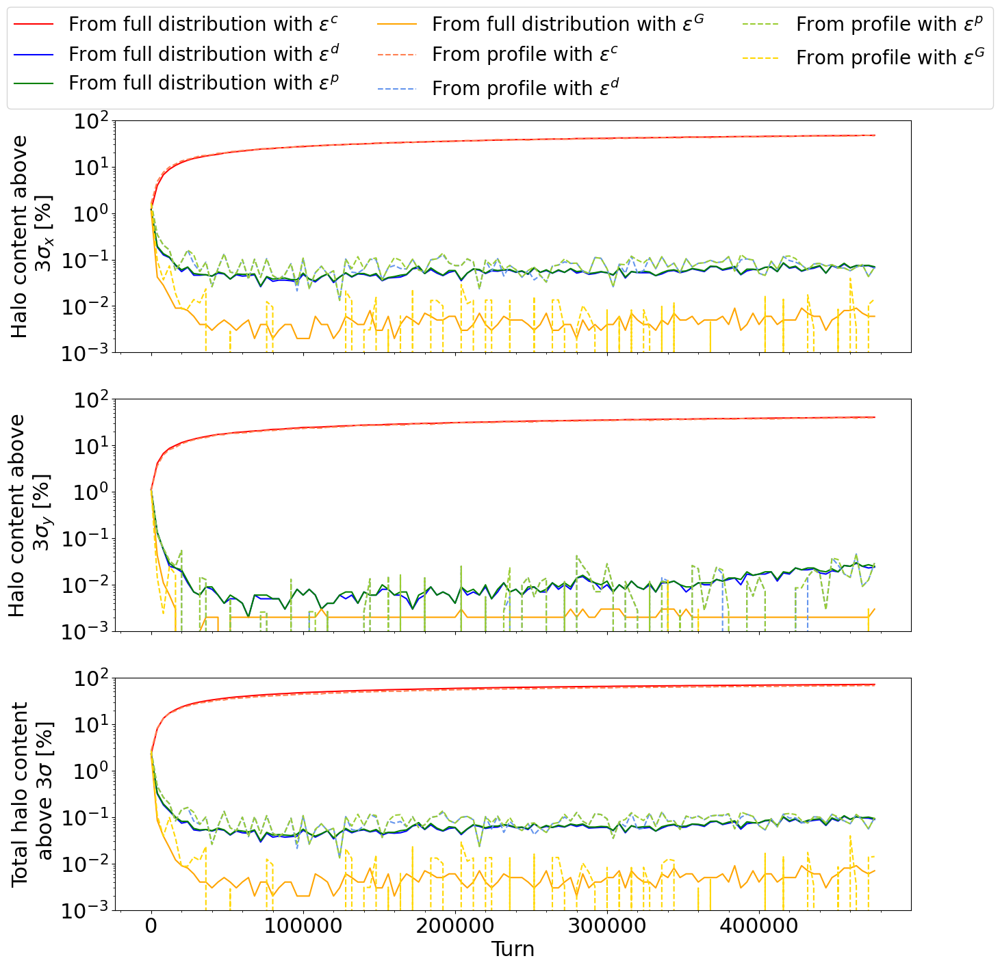 From full distribution with ε^c
From full distribution with ε^d
From full distribution with ε^p
From full distribution with ε^G
From profile with ε^c
From profile with ε^d
From profile with ε^p
From profile with ε^G
Halo content above
3σ_x [%]
10^2
10^1
10^0
10^−1
10^−2
10^−3
Halo content above
3σ_y [%]
10^2
10^1
10^0
10^−1
10^−2
10^−3
Total halo content
above 3σ [%]
10^2
10^1
10^0
10^−1
10^−2
10^−3
0 100000 200000 300000 400000
Turn